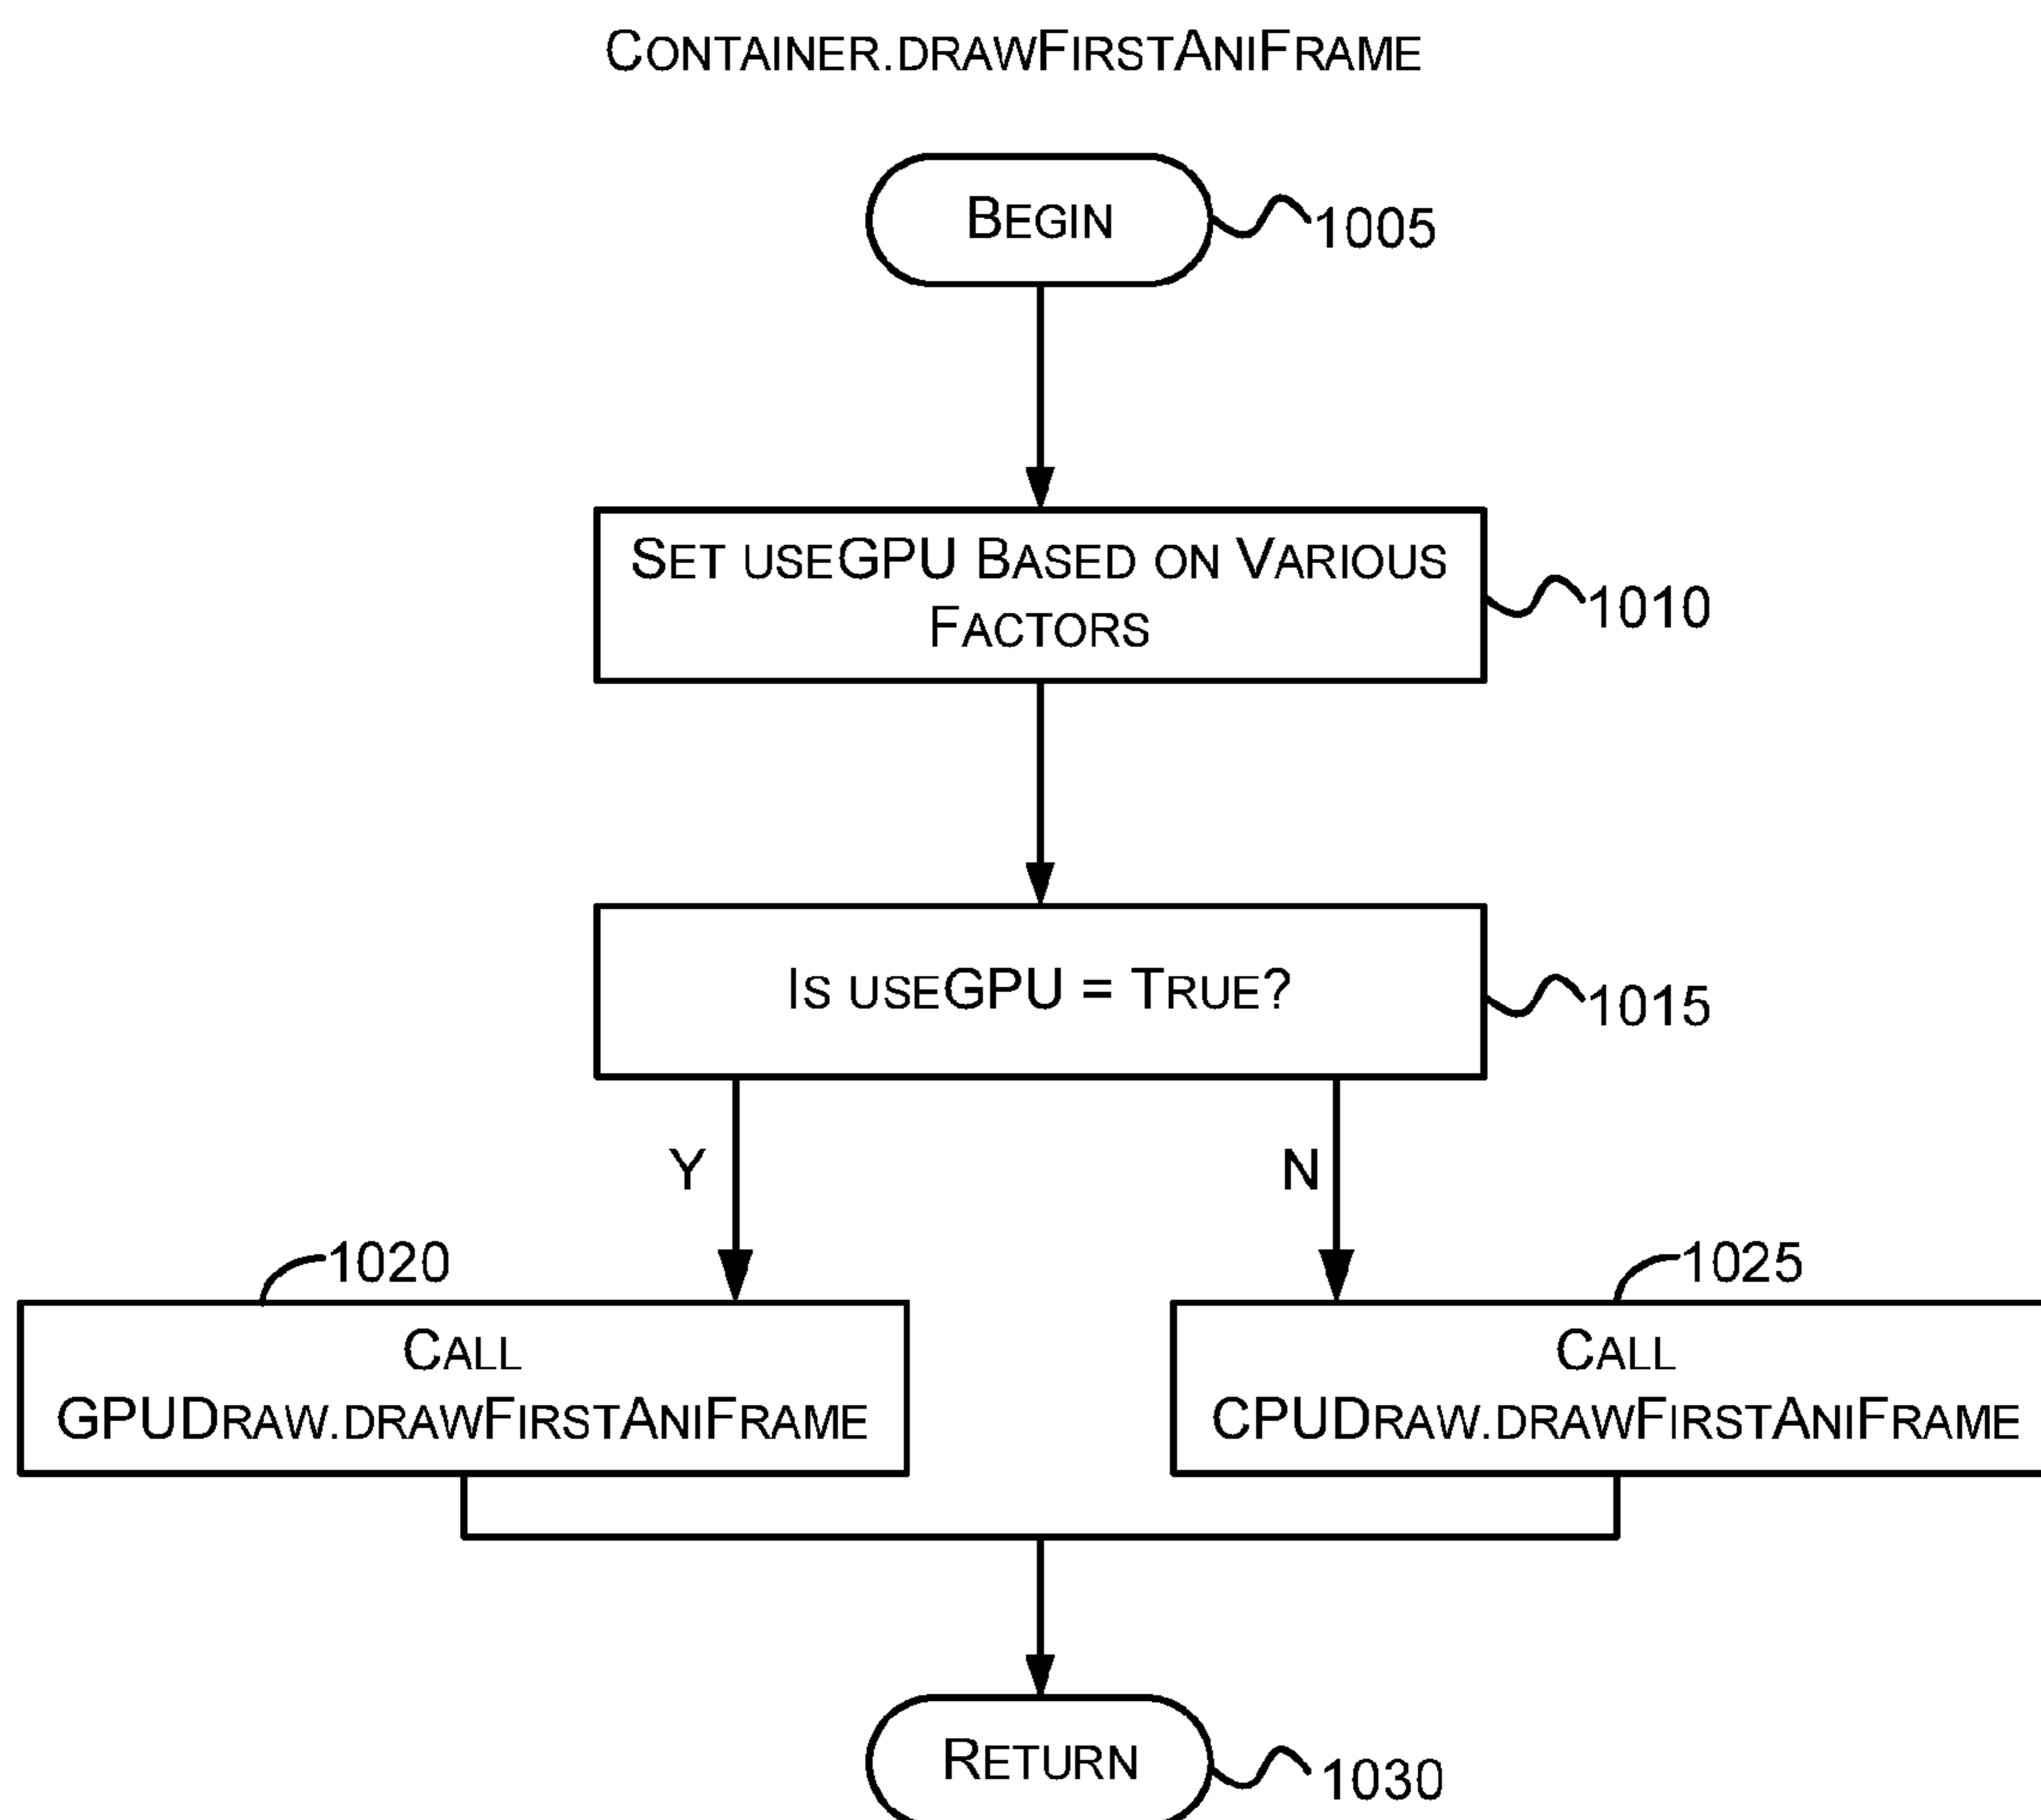 CONTAINER.DRAWFIRSTANIFRAME
BEGIN
1005
SET USEGPU BASED ON VARIOUS
FACTORS
1010
IS USEGPU = TRUE?
1015
Y
N
1020
1025
CALL
GPUDRAW.DRAWFIRSTANIFRAME
CALL
CPUDRAW.DRAWFIRSTANIFRAME
RETURN
1030